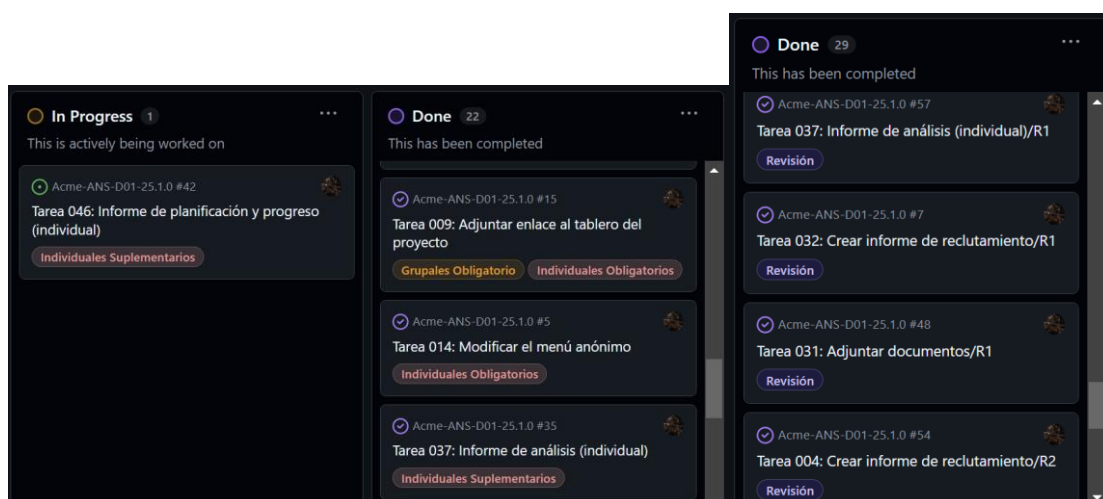 In Progress 1
This is actively being worked on
Acme-ANS-D01-25.1.0 #42
Tarea 046: Informe de planificación y progreso
(individual)
Individuales Suplementarios
Done 22
This has been completed
Acme-ANS-D01-25.1.0 #15
Tarea 009: Adjuntar enlace al tablero del
proyecto
Grupales Obligatorio Individuales Obligatorios
Acme-ANS-D01-25.1.0 #5
Tarea 014: Modificar el menú anónimo
Individuales Obligatorios
Acme-ANS-D01-25.1.0 #35
Tarea 037: Informe de análisis (individual)
Individuales Suplementarios
Done 29
This has been completed
Acme-ANS-D01-25.1.0 #57
Tarea 037: Informe de análisis (individual)/R1
Revisión
Acme-ANS-D01-25.1.0 #7
Tarea 032: Crear informe de reclutamiento/R1
Revisión
Acme-ANS-D01-25.1.0 #48
Tarea 031: Adjuntar documentos/R1
Revisión
Acme-ANS-D01-25.1.0 #54
Tarea 004: Crear informe de reclutamiento/R2
Revisión